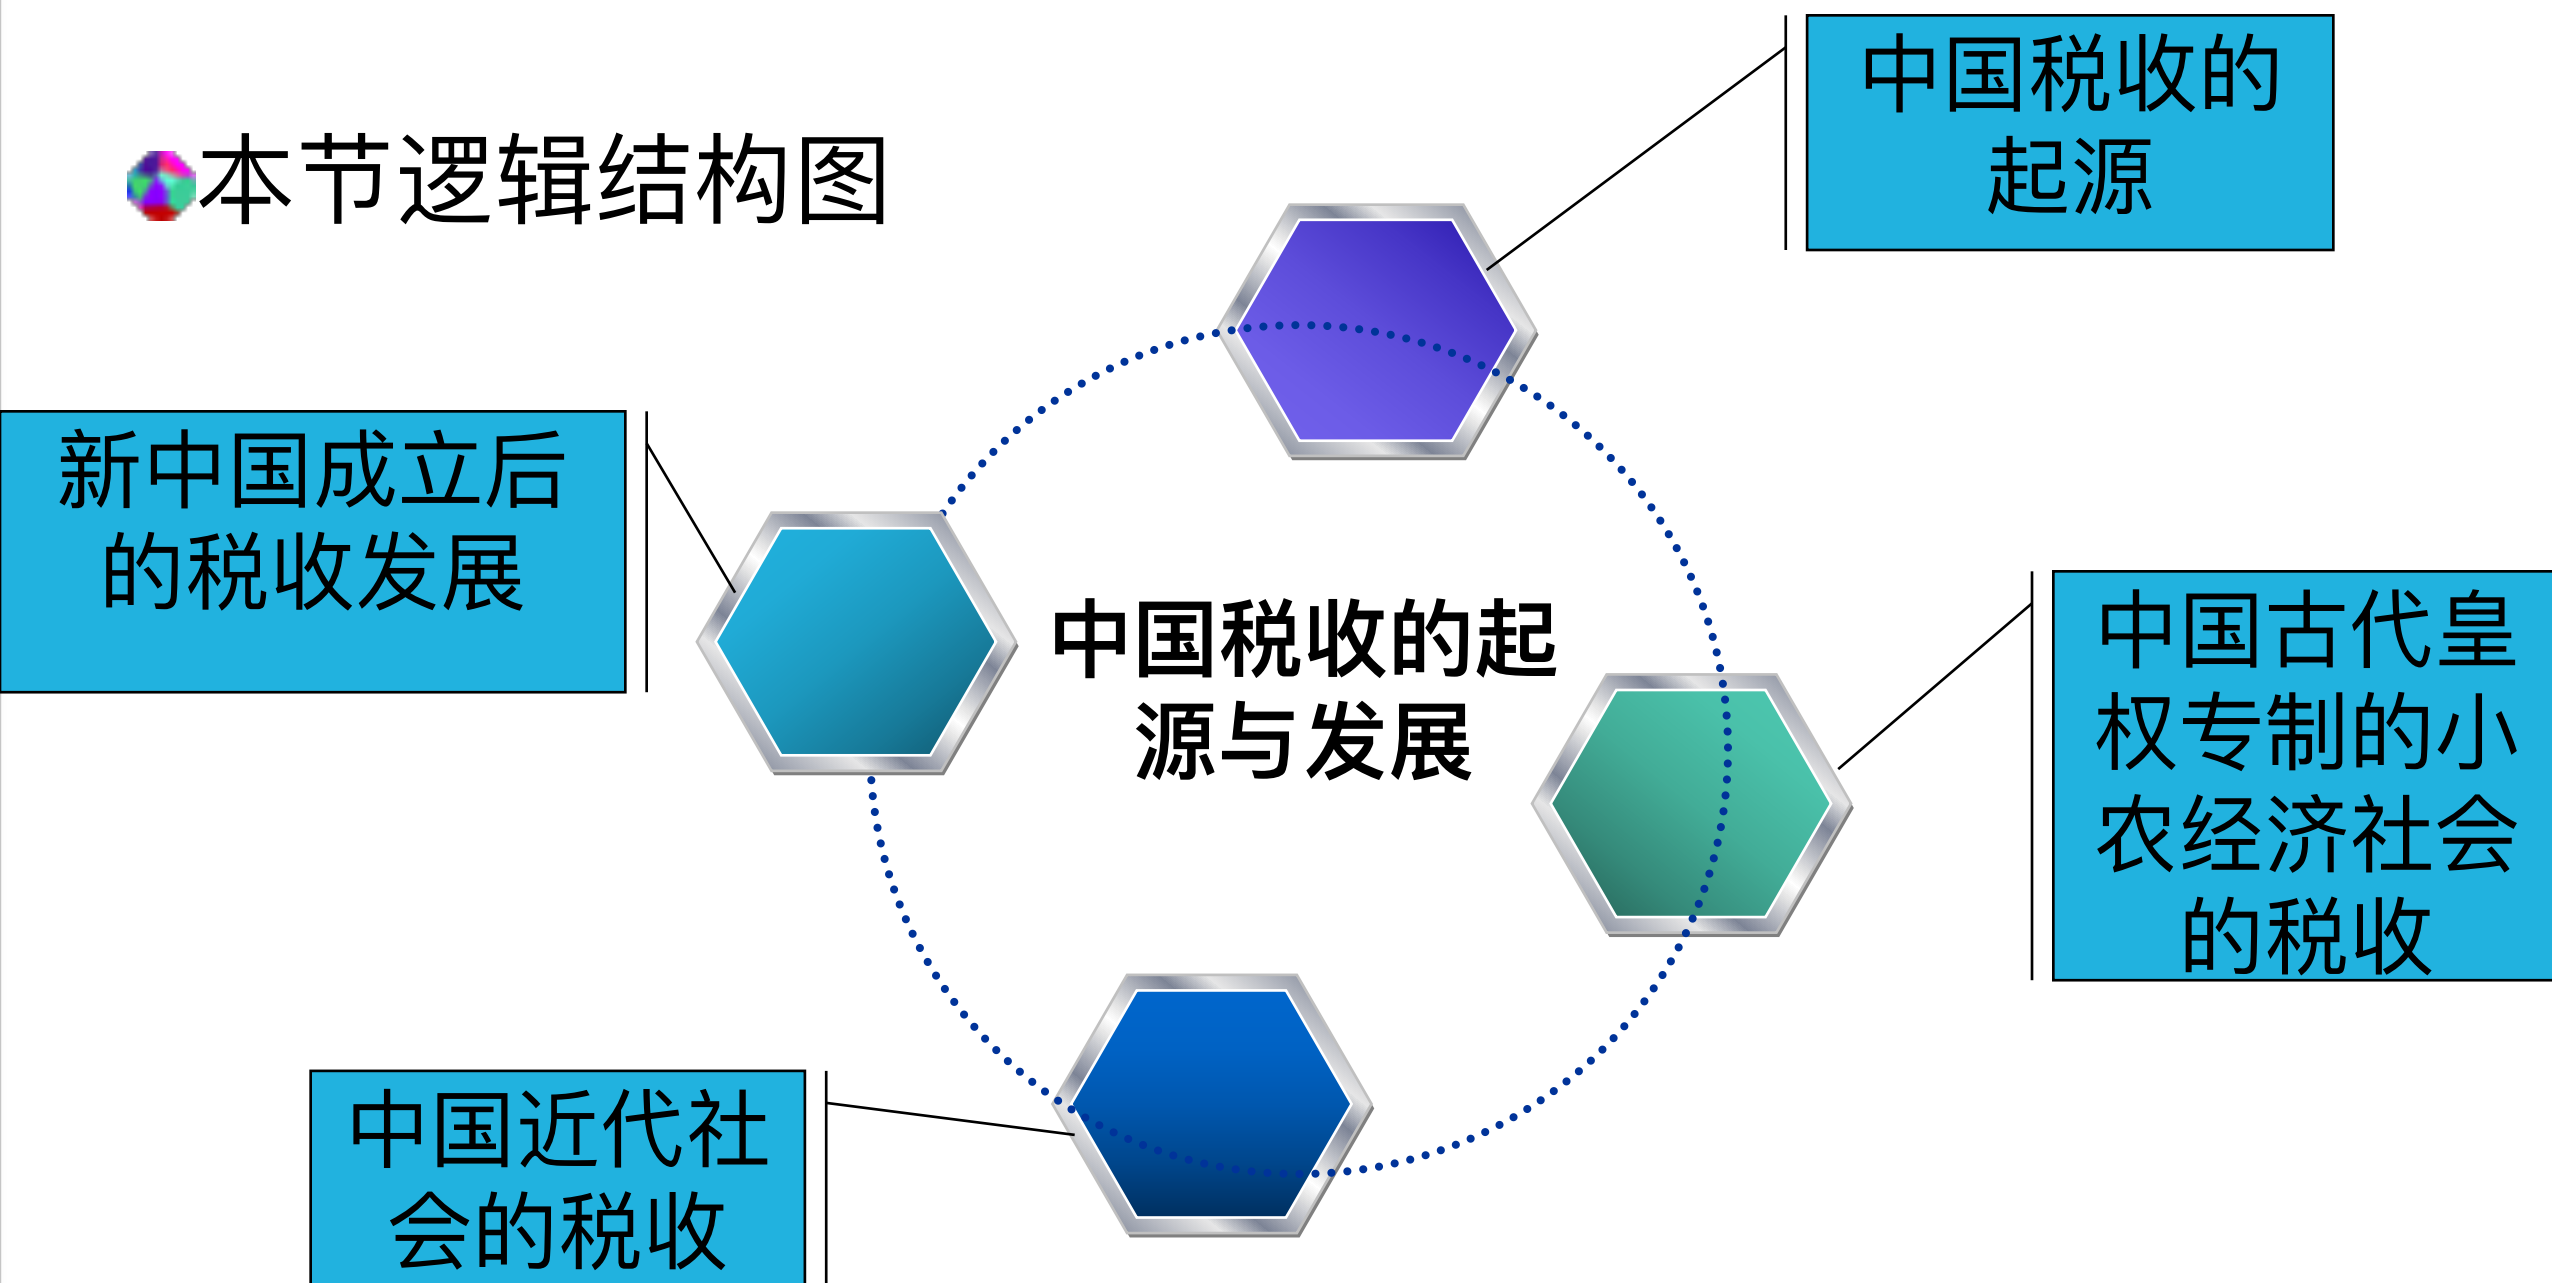 本节逻辑结构图
中国税收的
起源
新中国成立后
的税收发展
中国税收的起
源与发展
中国古代皇
权专制的小
农经济社会
的税收
中国近代社
会的税收